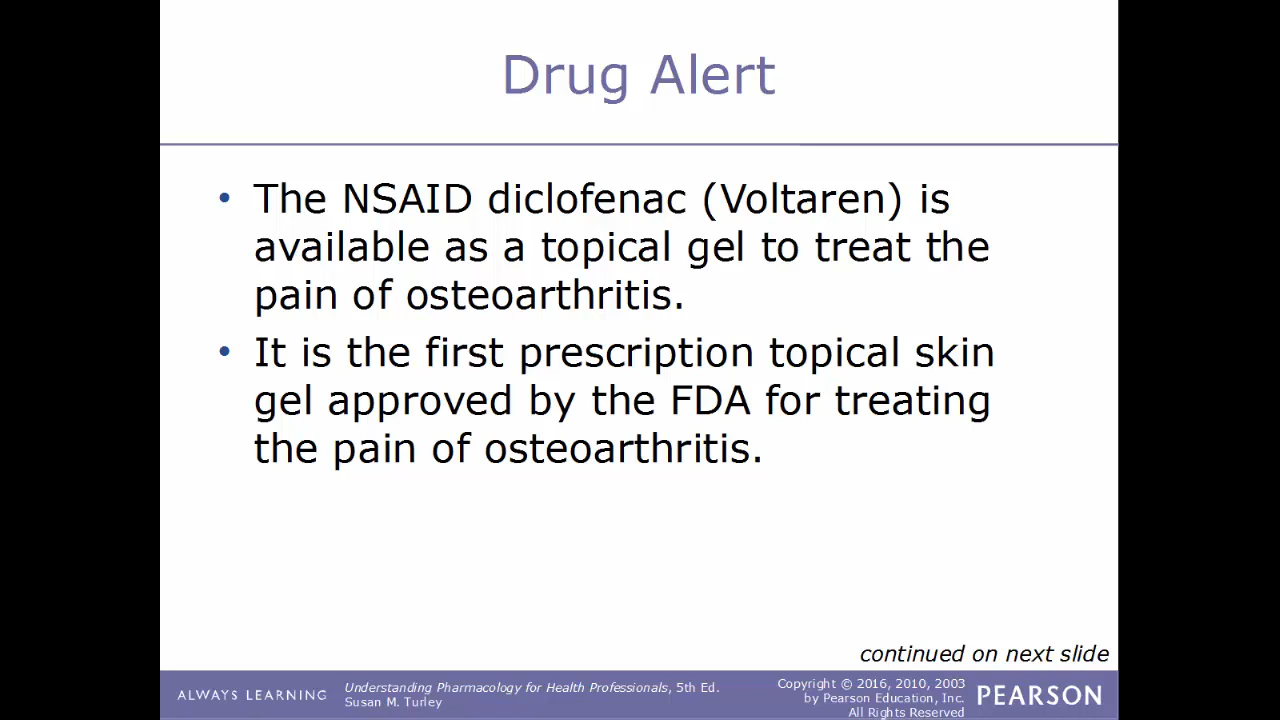 Drug Alert
• The NSAID diclofenac (Voltaren) is
available as a topical gel to treat the
pain of osteoarthritis.
• It is the first prescription topical skin
gel approved by the FDA for treating
the pain of osteoarthritis.
continued on next slide
ALWAYS LEARNING
Understanding Pharmacology for Health Professionals, 5th Ed.
Susan M. Turley
Copyright © 2016, 2010, 2003
by Pearson Education, Inc.
All Rights Reserved
PEARSON